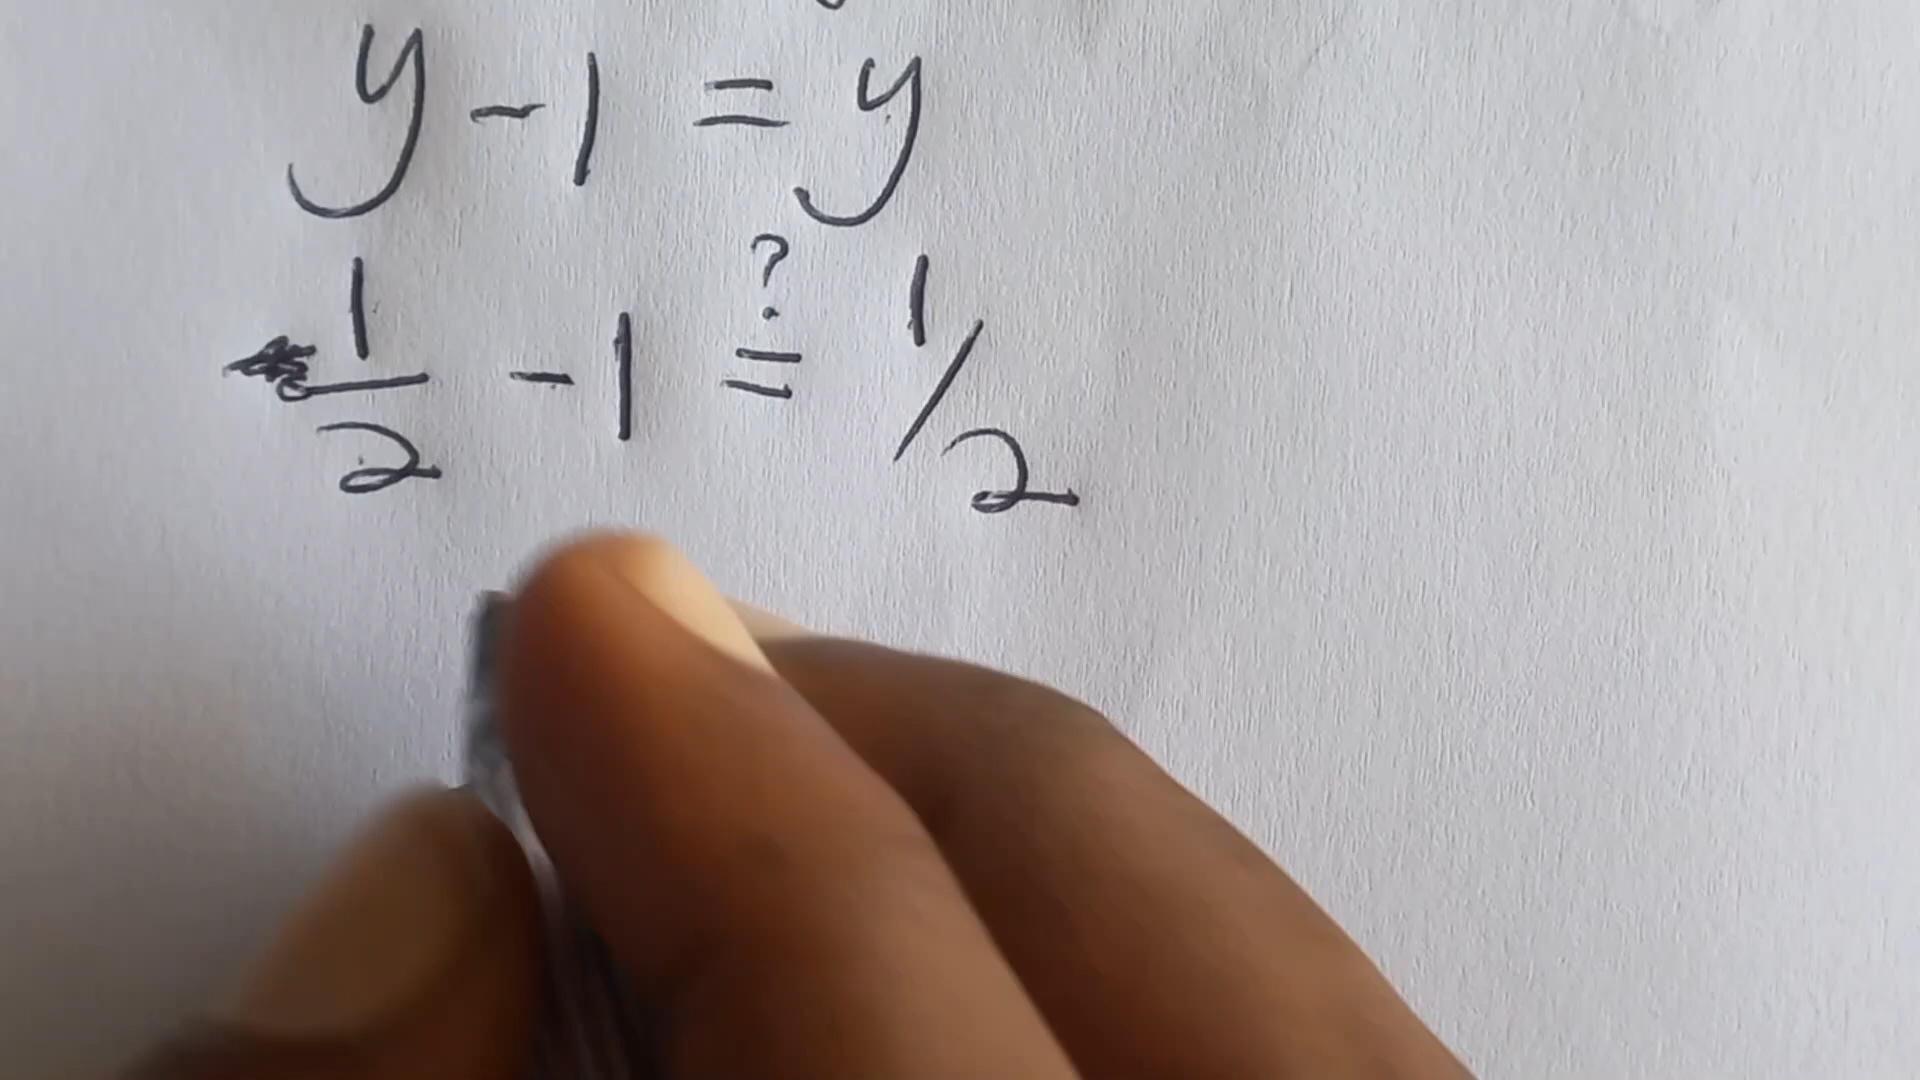 y - 1 = y
1/2 - 1 =? 1/2